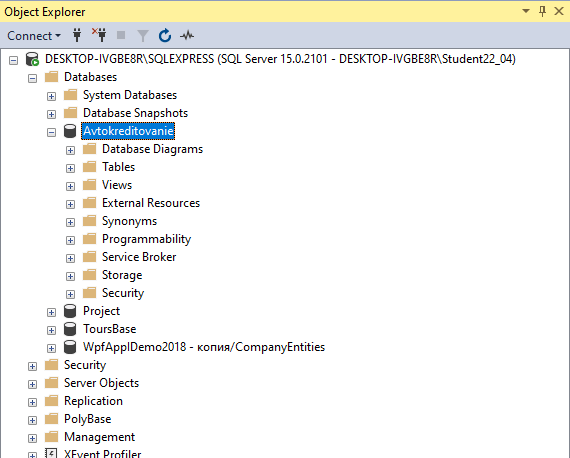 Object Explorer
Connect
DESKTOP-IVGBE8R\SQLEXPRESS (SQL Server 15.0.2101 - DESKTOP-IVGBE8R\Student22_04)
Databases
System Databases
Database Snapshots
Avtokreditovanie
Database Diagrams
Tables
Views
External Resources
Synonyms
Programmability
Service Broker
Storage
Security
Project
ToursBase
WpfApplDemo2018 - копия/CompanyEntities
Security
Server Objects
Replication
PolyBase
Management
XEvent Profiler